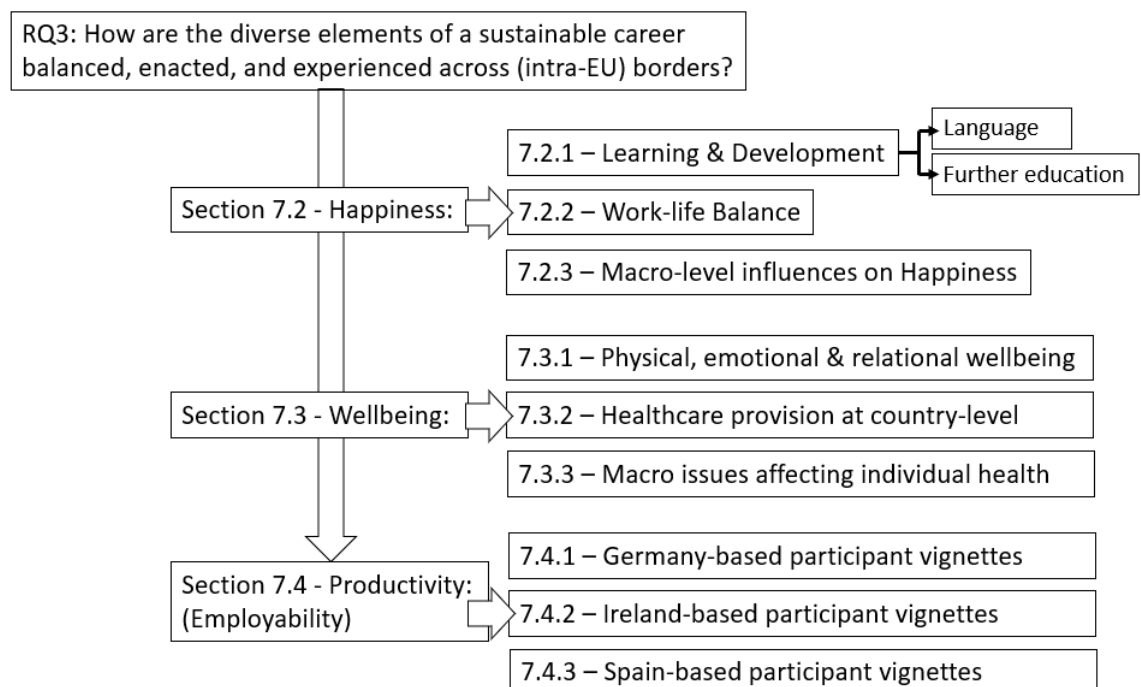 RQ3: How are the diverse elements of a sustainable career
balanced, enacted, and experienced across (intra-EU) borders?
Section 7.2 - Happiness:
7.2.1 – Learning & Development
Language
Further education
7.2.2 – Work-life Balance
7.2.3 – Macro-level influences on Happiness
Section 7.3 - Wellbeing:
7.3.1 – Physical, emotional & relational wellbeing
7.3.2 – Healthcare provision at country-level
7.3.3 – Macro issues affecting individual health
Section 7.4 - Productivity:
(Employability)
7.4.1 – Germany-based participant vignettes
7.4.2 – Ireland-based participant vignettes
7.4.3 – Spain-based participant vignettes